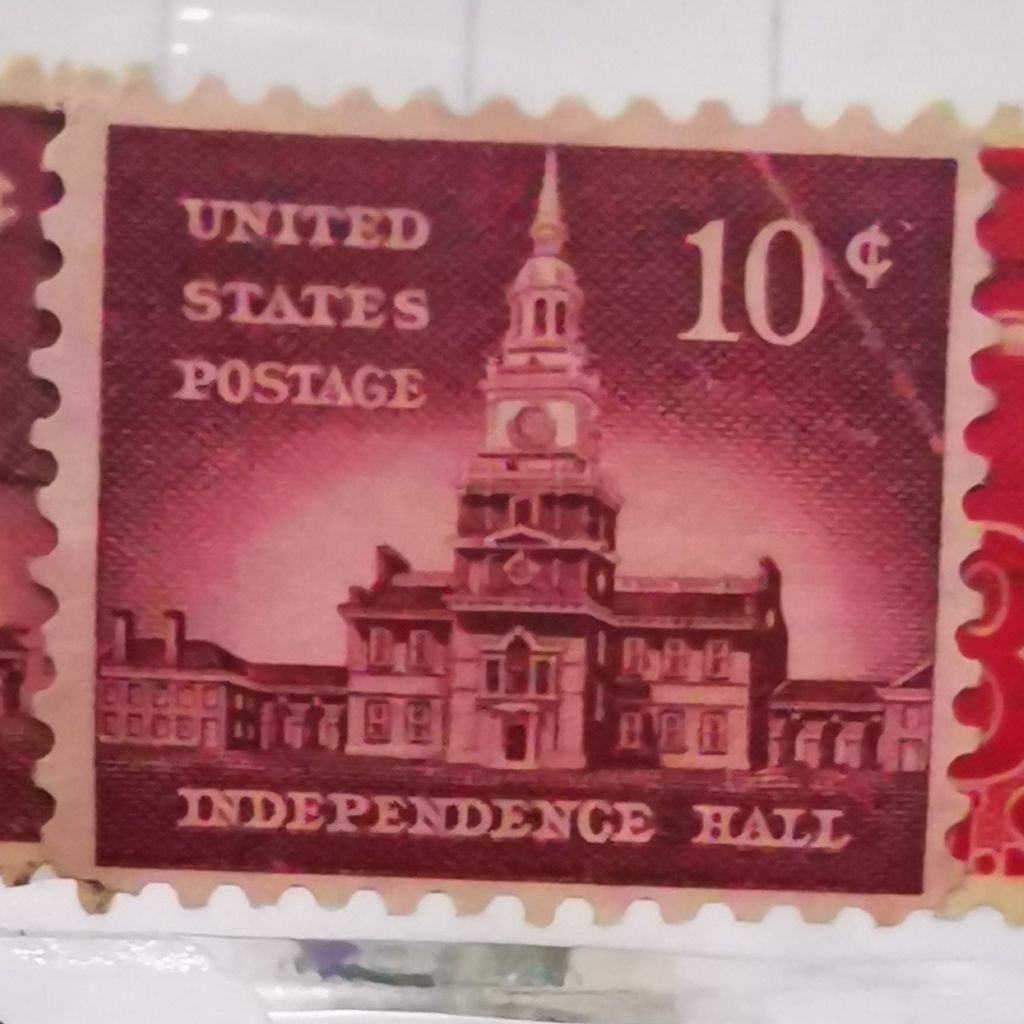 UNITED
STATES
POSTAGE
10¢
INDEPENDENCE HALL